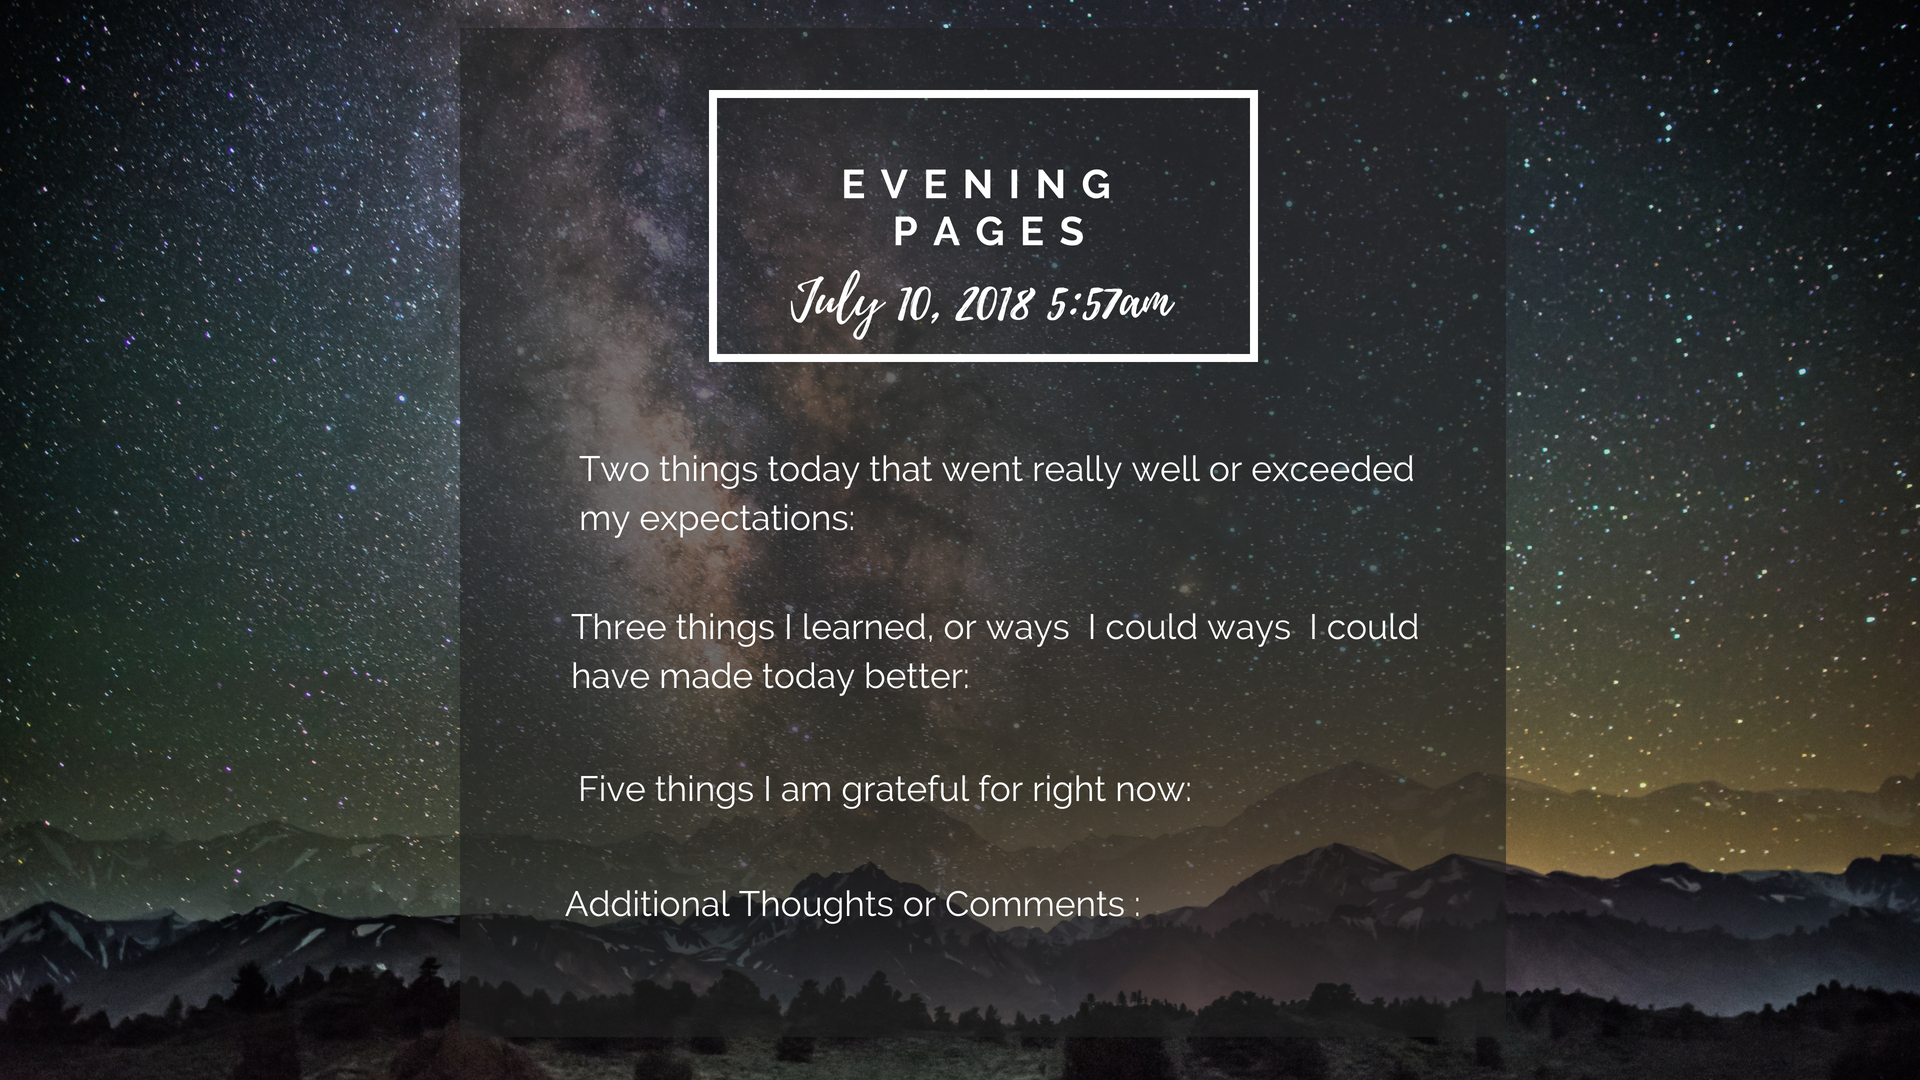 EVENING
PAGES
July 10, 2018 5:57am
Two things today that went really well or exceeded
my expectations:
Three things I learned, or ways  I could ways  I could
have made today better:
Five things I am grateful for right now:
Additional Thoughts or Comments :